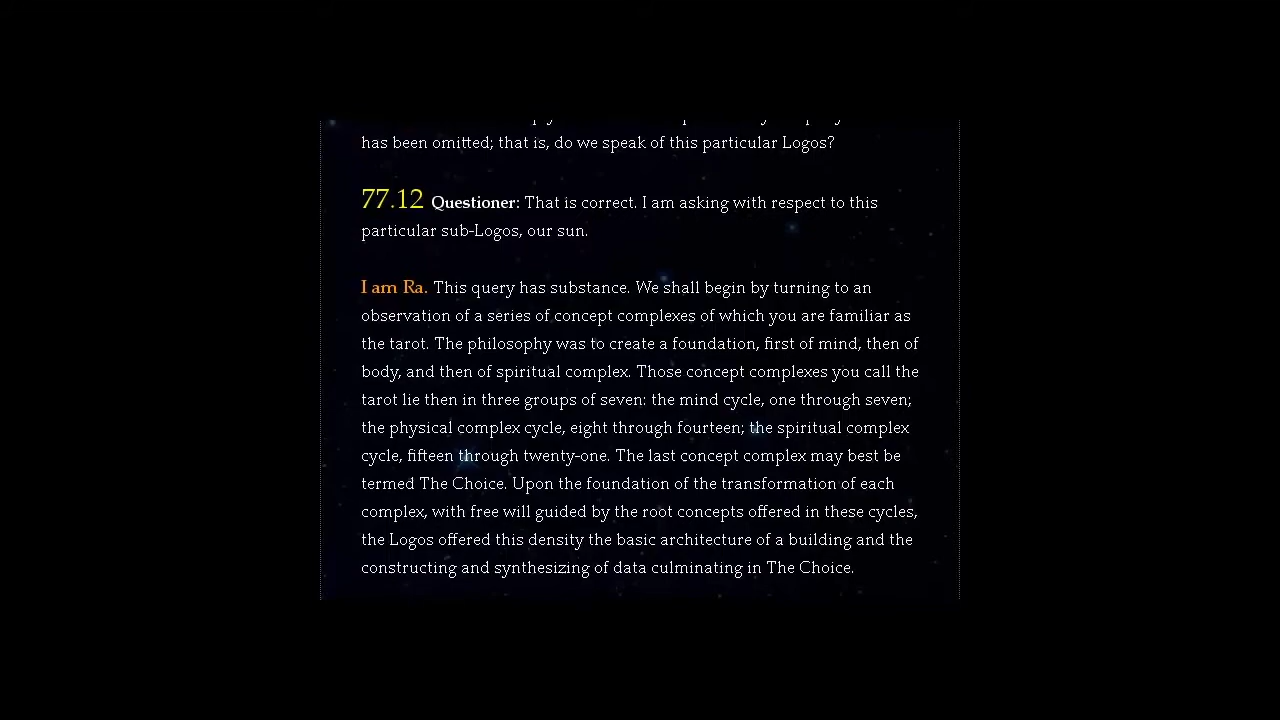 has been omitted; that is, do we speak of this particular Logos?
77.12 Questioner: That is correct. I am asking with respect to this
particular sub-Logos, our sun.
I am Ra. This query has substance. We shall begin by turning to an
observation of a series of concept complexes of which you are familiar as
the tarot. The philosophy was to create a foundation, first of mind, then of
body, and then of spiritual complex. Those concept complexes you call the
tarot lie then in three groups of seven: the mind cycle, one through seven;
the physical complex cycle, eight through fourteen; the spiritual complex
cycle, fifteen through twenty-one. The last concept complex may best be
termed The Choice. Upon the foundation of the transformation of each
complex, with free will guided by the root concepts offered in these cycles,
the Logos offered this density the basic architecture of a building and the
constructing and synthesizing of data culminating in The Choice.